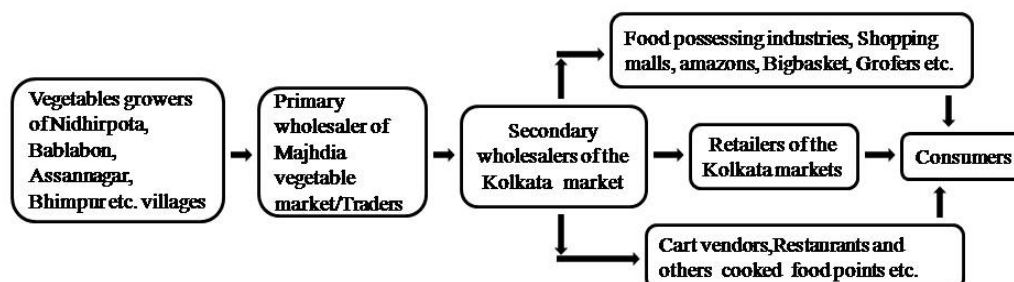 Vegetables growers
of Nidhirpota,
Bablabon,
Assannagar,
Bhimpur etc. villages
Primary
wholesaler of
Majhdia
vegetable
market/Traders
Secondary
wholesalers of the
Kolkata market
Food possessing industries, Shopping
malls, amazons, Bigbasket, Grofers etc.
Retailers of the
Kolkata markets
Consumers
Cart vendors,Restaurants and
others cooked food points etc.